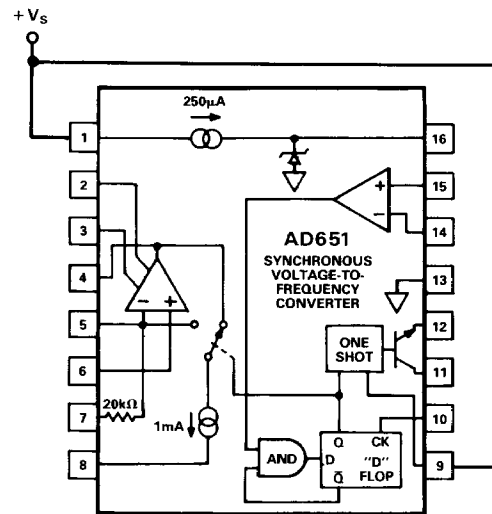 +VS
250μA
1
2
3
4
5
6
7
8
16
15
14
13
12
11
10
9
+
−
AD651
SYNCHRONOUS
VOLTAGE-TO-
FREQUENCY
CONVERTER
− +
20kΩ
1mA
ONE
SHOT
AND
Q CK
D "D"
Q̅ FLOP